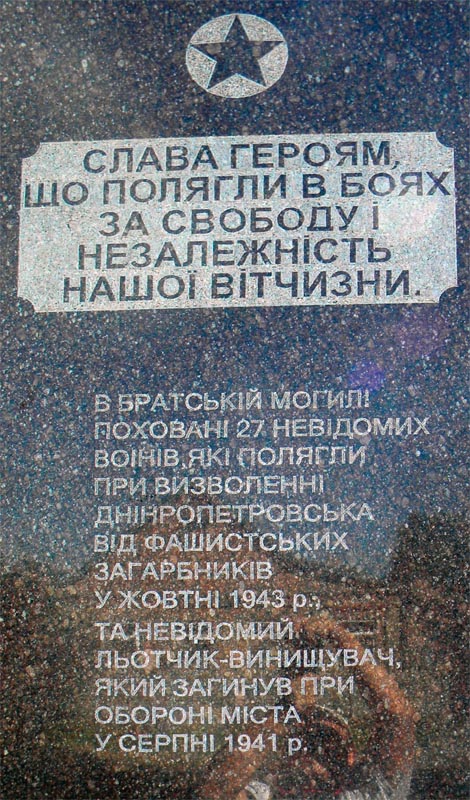 СЛАВА ГЕРОЯМ,
ЩО ПОЛЯГЛИ В БОЯХ
ЗА СВОБОДУ І
НЕЗАЛЕЖНІСТЬ
НАШОЇ ВІТЧИЗНИ.
В БРАТСЬКІЙ МОГИЛІ
ПОХОВАНІ 27 НЕВІДОМИХ
ВОІНІВ,ЯКІ ПОЛЯГЛИ
ПРИ ВИЗВОЛЕННІ
ДНІПРОПЕТРОВСЬКА
ВІД ФАШИСТСЬКИХ
ЗАГАРБНИКІВ
У ЖОВТНІ 1943 р.,
ТА НЕВІДОМИЙ
ЛЬОТЧИК-ВИНИЩУВАЧ,
ЯКИЙ ЗАГИНУВ ПРИ
ОБОРОНІ МІСТА
У СЕРПНІ 1941 р.